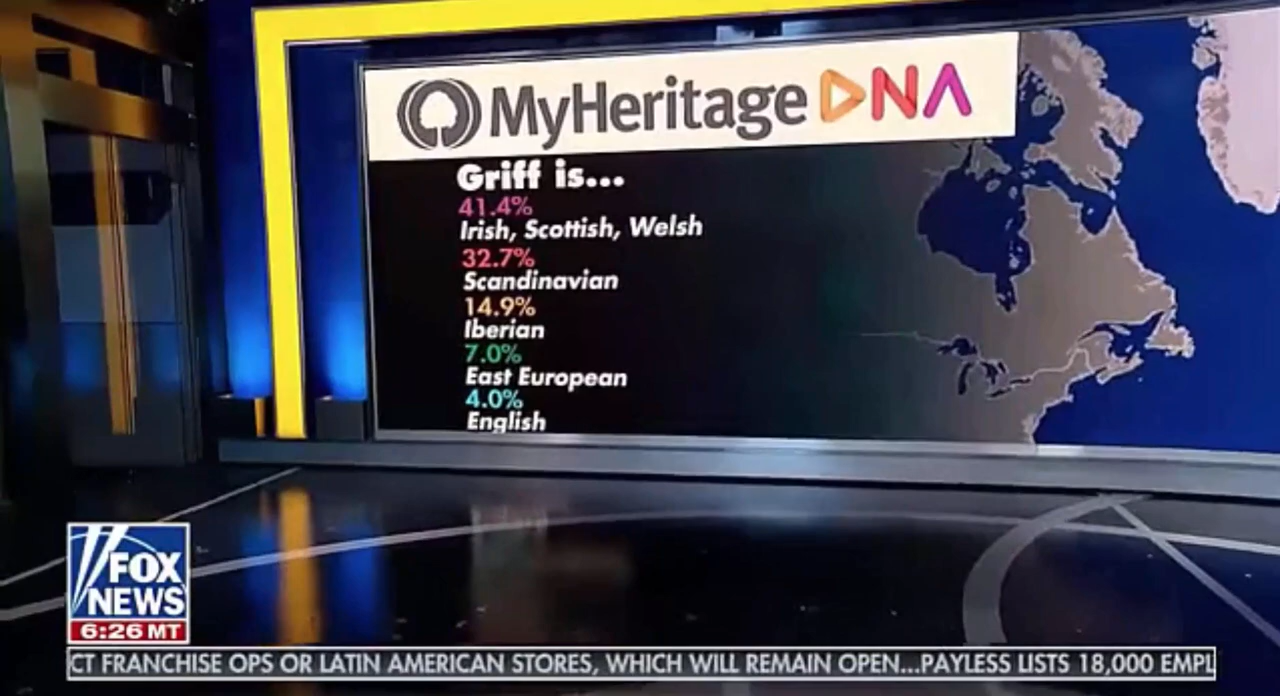 MyHeritage DNA
Griff is...
41.4%
Irish, Scottish, Welsh
32.7%
Scandinavian
14.9%
Iberian
7.0%
East European
4.0%
English
FOX
NEWS
6:26 MT
CT FRANCHISE OPS OR LATIN AMERICAN STORES, WHICH WILL REMAIN OPEN...PAYLESS LISTS 18,000 EMPL